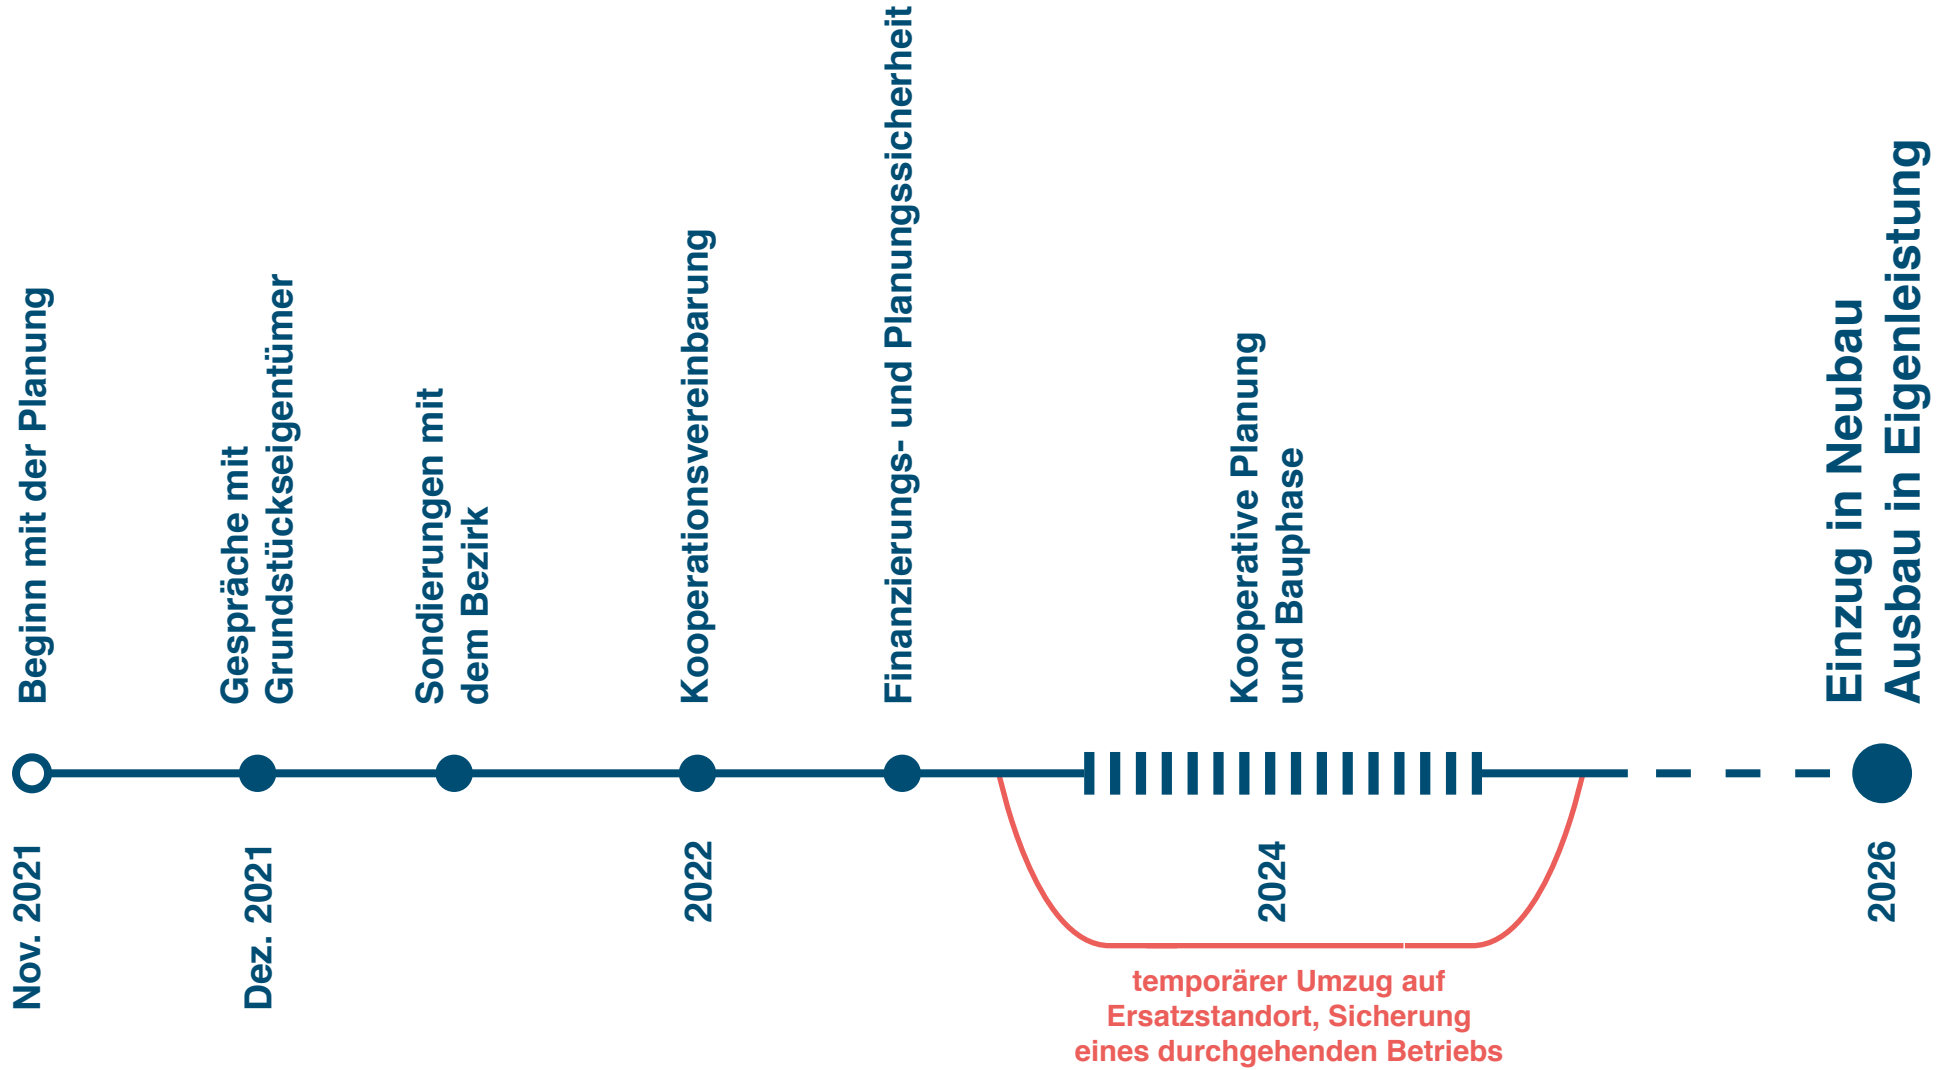 Beginn mit der Planung
Gespräche mit
Grundstückseigentümer
Sondierungen mit
dem Bezirk
Kooperationsvereinbarung
Finanzierungs- und Planungssicherheit
Kooperative Planung
und Bauphase
Einzug in Neubau
Ausbau in Eigenleistung
Nov. 2021
Dez. 2021
2022
2024
2026
temporärer Umzug auf
Ersatzstandort, Sicherung
eines durchgehenden Betriebs